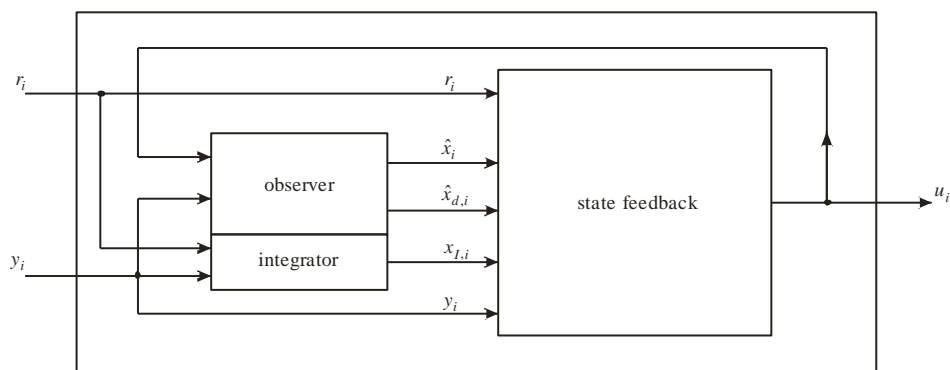 r_i
r_i
x̂_i
observer
x̂_{d,i}
state feedback
u_i
integrator
x_{I,i}
y_i
y_i